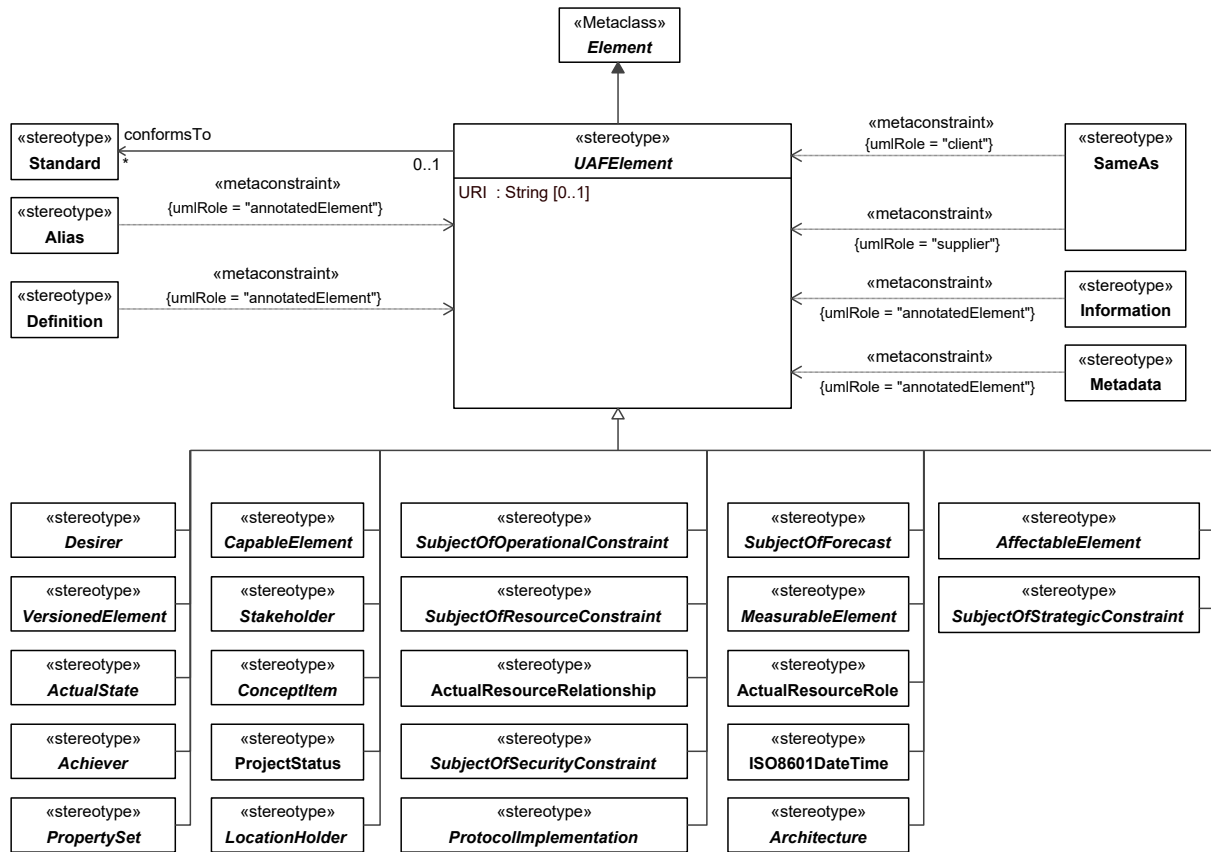 «Metaclass»
Element
«stereotype»
Standard
conformsTo
*
0..1
«stereotype»
UAFElement
URI : String [0..1]
«metaconstraint»
{umlRole = "client"}
«stereotype»
SameAs
«metaconstraint»
{umlRole = "annotatedElement"}
«stereotype»
Alias
«metaconstraint»
{umlRole = "supplier"}
«metaconstraint»
{umlRole = "annotatedElement"}
«stereotype»
Definition
«metaconstraint»
{umlRole = "annotatedElement"}
«stereotype»
Information
«metaconstraint»
{umlRole = "annotatedElement"}
«stereotype»
Metadata
«stereotype»
Desirer
«stereotype»
CapableElement
«stereotype»
SubjectOfOperationalConstraint
«stereotype»
SubjectOfForecast
«stereotype»
AffectableElement
«stereotype»
VersionedElement
«stereotype»
Stakeholder
«stereotype»
SubjectOfResourceConstraint
«stereotype»
MeasurableElement
«stereotype»
SubjectOfStrategicConstraint
«stereotype»
ActualState
«stereotype»
ConceptItem
«stereotype»
ActualResourceRelationship
«stereotype»
ActualResourceRole
«stereotype»
Achiever
«stereotype»
ProjectStatus
«stereotype»
SubjectOfSecurityConstraint
«stereotype»
ISO8601DateTime
«stereotype»
PropertySet
«stereotype»
LocationHolder
«stereotype»
ProtocolImplementation
«stereotype»
Architecture